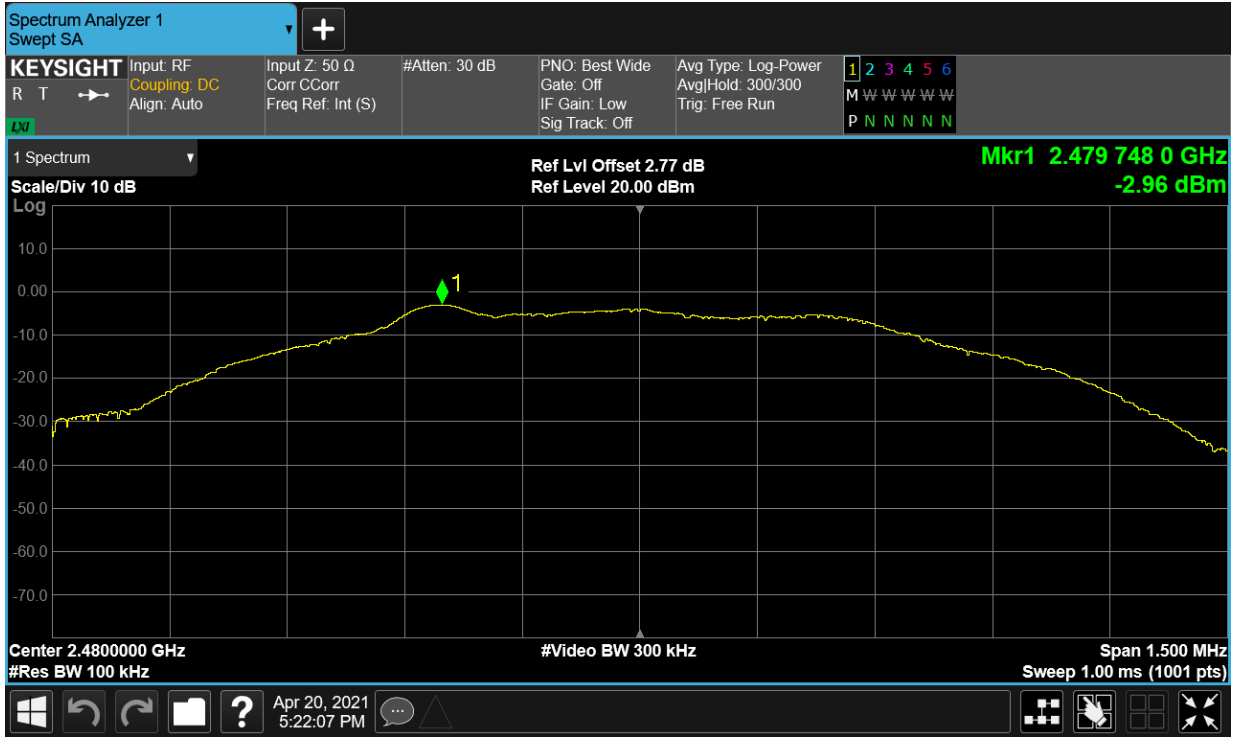 Spectrum Analyzer 1
Swept SA
+
KEYSIGHT
R T
LXI
Input: RF
Coupling: DC
Align: Auto
Input Z: 50 Ω
Corr CCorr
Freq Ref: Int (S)
#Atten: 30 dB
PNO: Best Wide
Gate: Off
IF Gain: Low
Sig Track: Off
Avg Type: Log-Power
Avg|Hold: 300/300
Trig: Free Run
1 2 3 4 5 6
M W W W W W
P N N N N N
1 Spectrum
Scale/Div 10 dB
Ref Lvl Offset 2.77 dB
Ref Level 20.00 dBm
Mkr1 2.479 748 0 GHz
-2.96 dBm
Log
10.0
0.00
-10.0
-20.0
-30.0
-40.0
-50.0
-60.0
-70.0
1
Center 2.4800000 GHz
#Res BW 100 kHz
#Video BW 300 kHz
Span 1.500 MHz
Sweep 1.00 ms (1001 pts)
?
Apr 20, 2021
5:22:07 PM